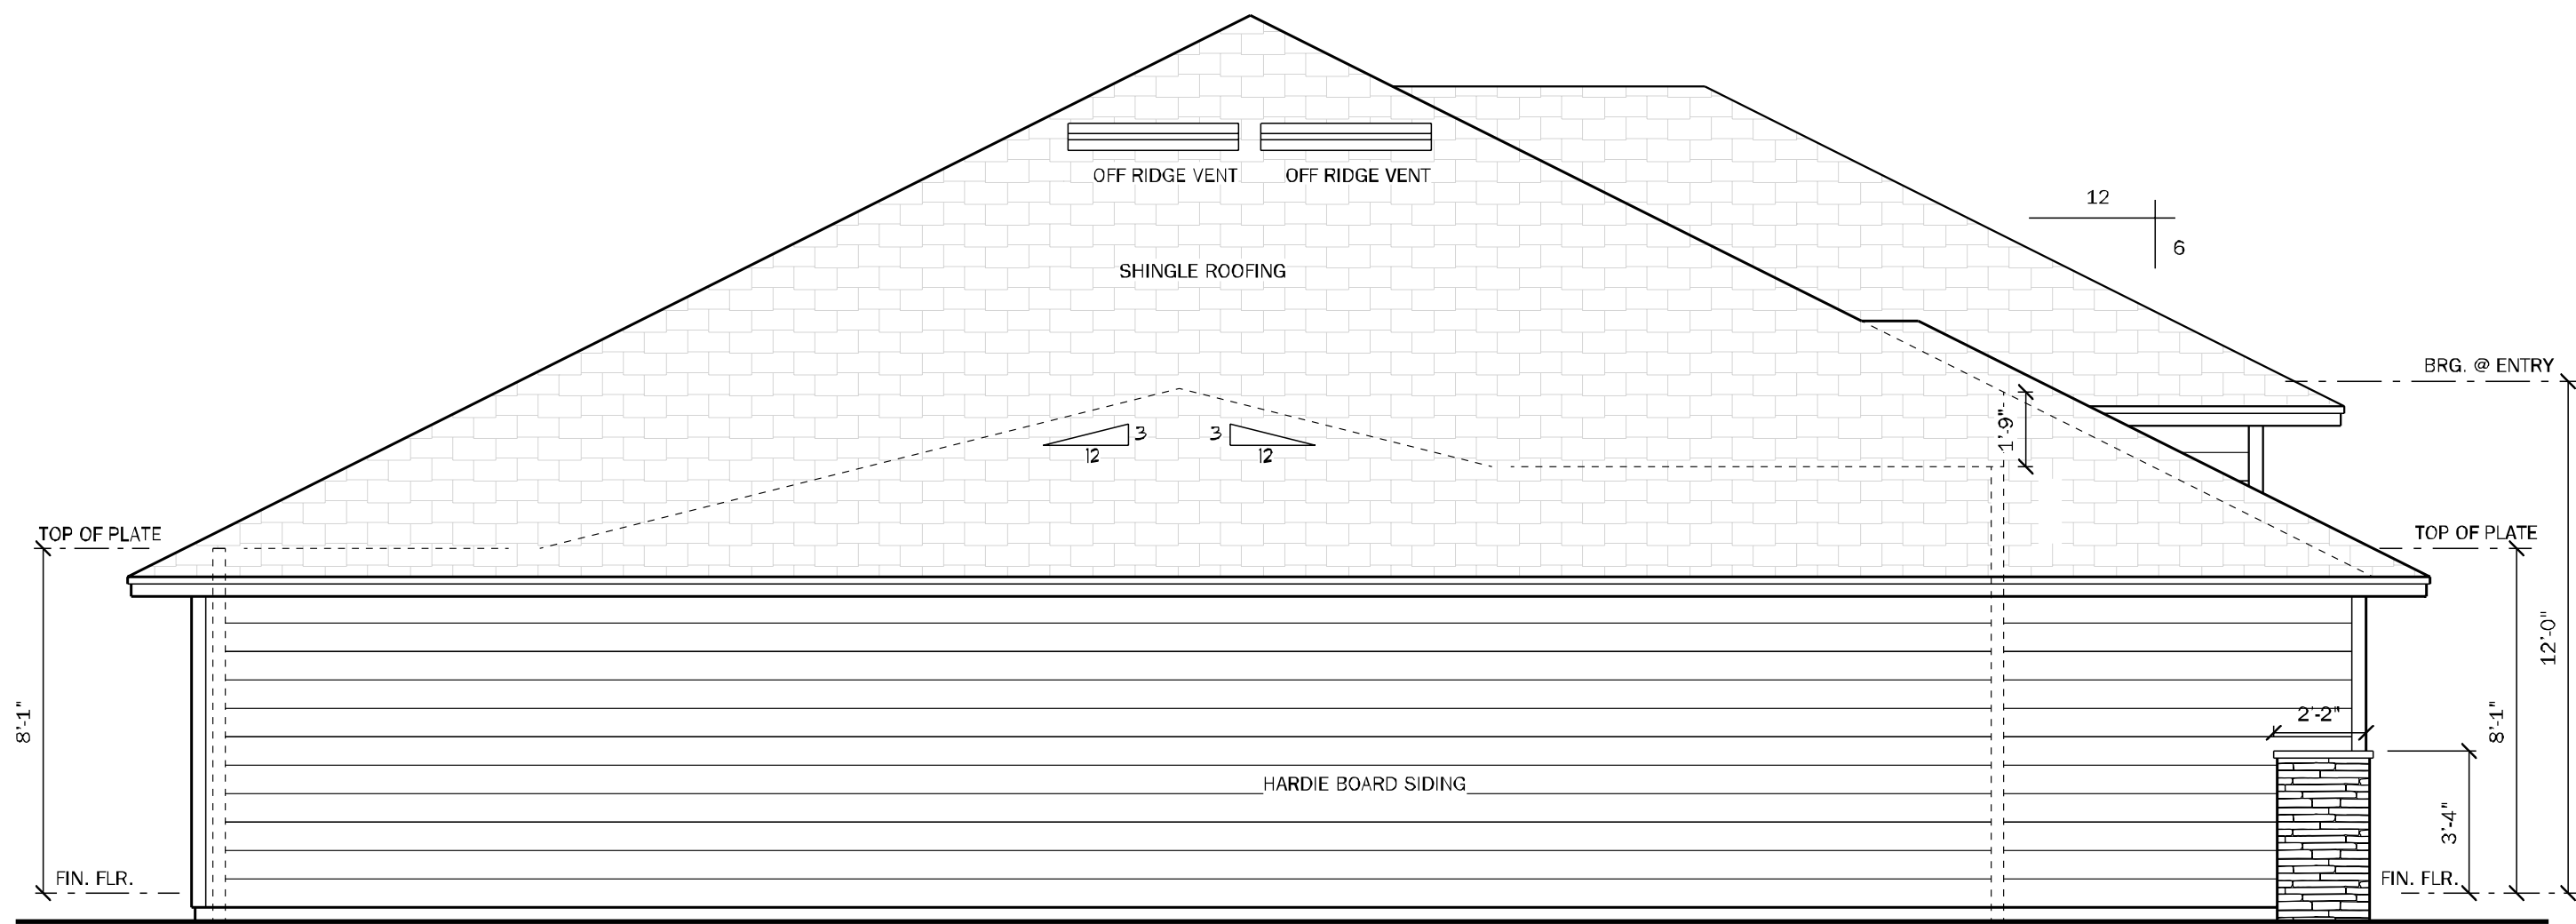 OFF RIDGE VENT
OFF RIDGE VENT
12
6
SHINGLE ROOFING
BRG. @ ENTRY
1'-9"
3
12
3
12
TOP OF PLATE
TOP OF PLATE
12'-0"
8'-1"
8'-1"
2'-2"
HARDIE BOARD SIDING
3'-4"
FIN. FLR.
FIN. FLR.